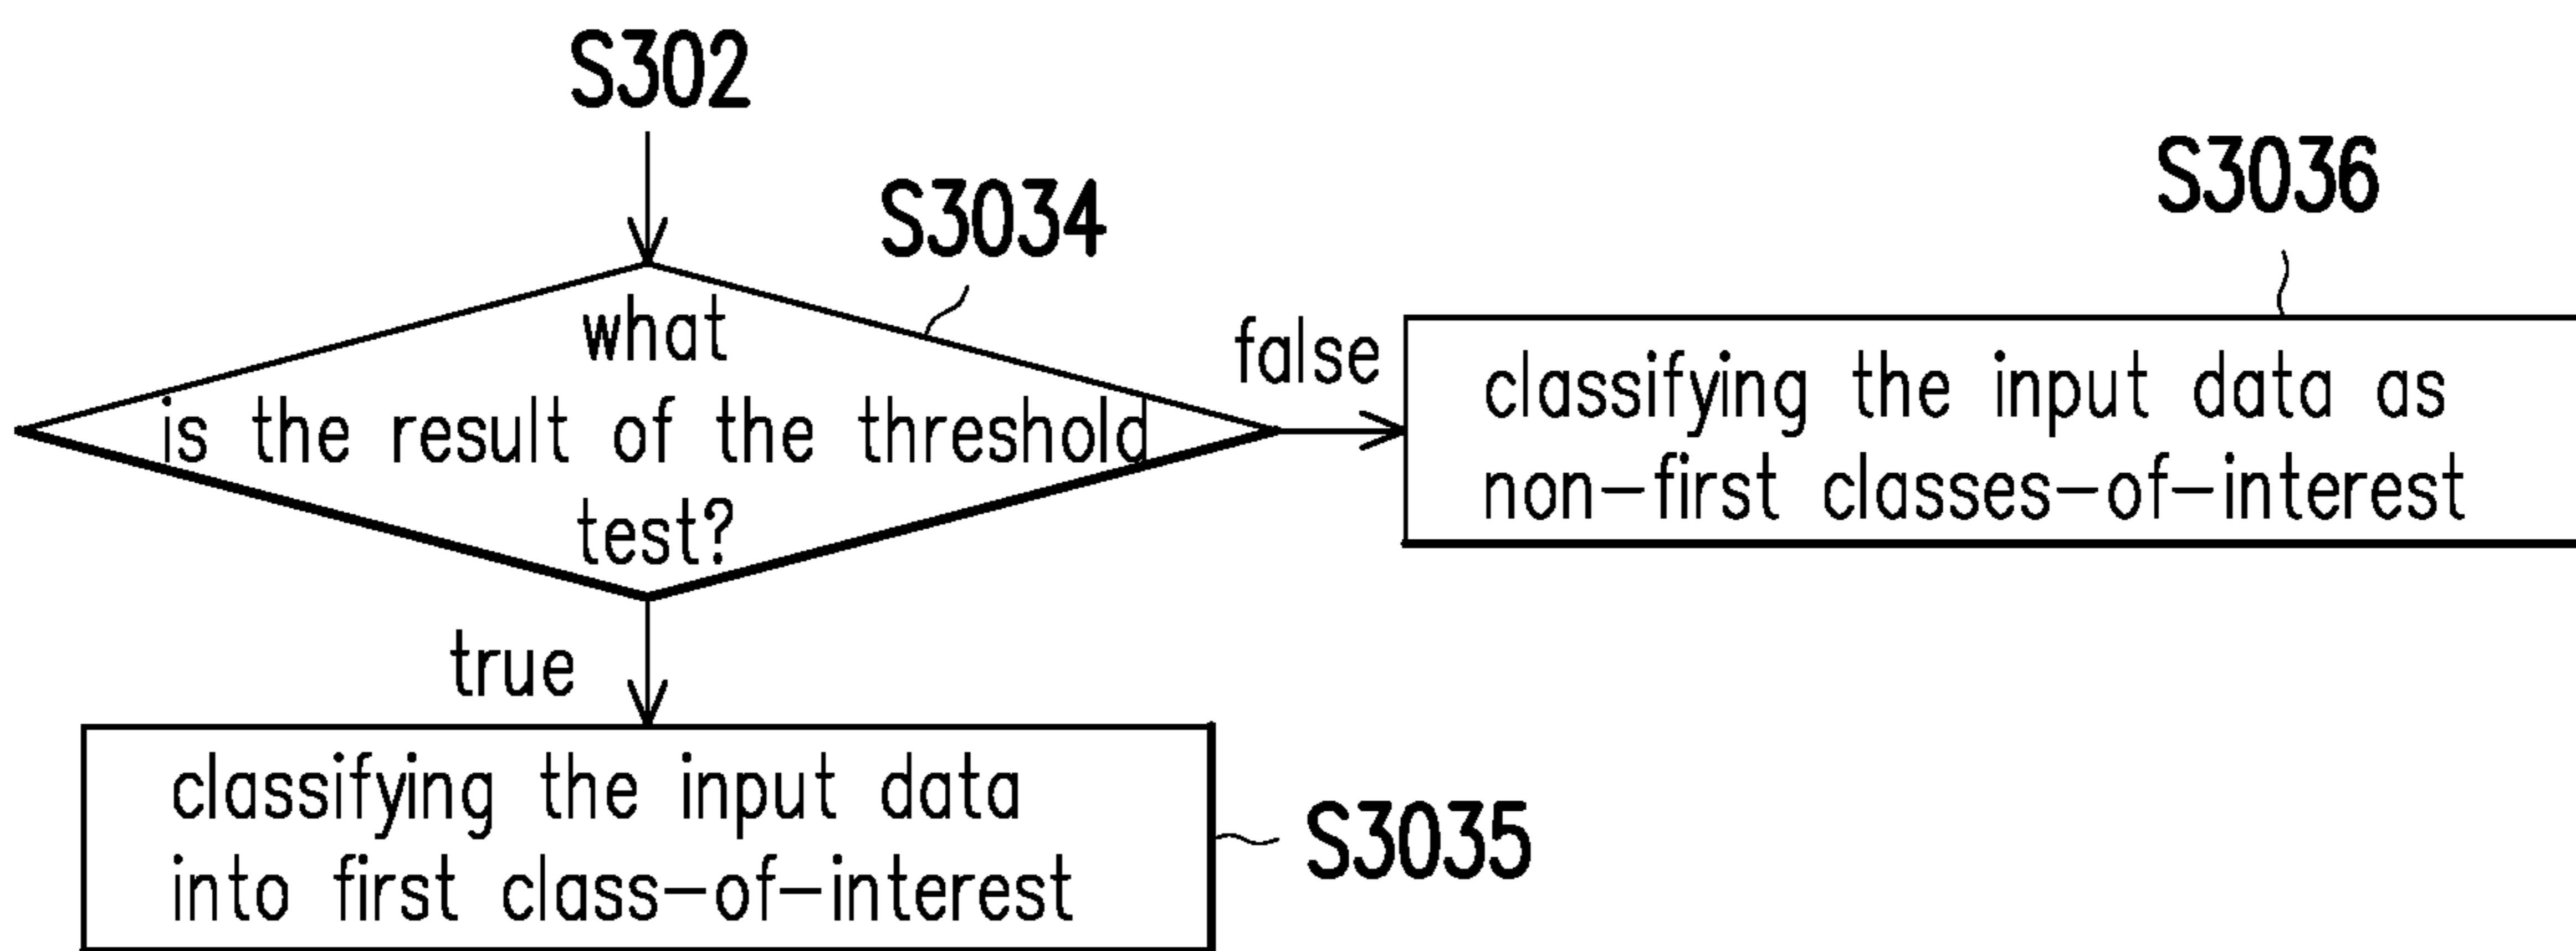 S302
S3034
what
is the result of the threshold
test?
false
S3036
classifying the input data as
non-first classes-of-interest
true
classifying the input data
into first class-of-interest
S3035